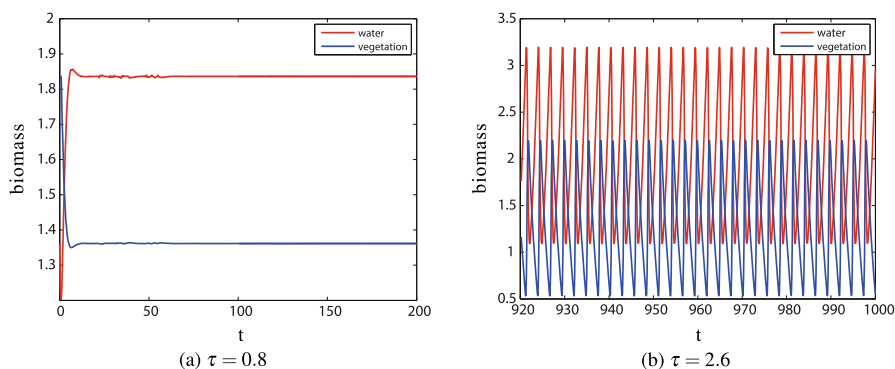 2
1.9
1.8
1.7
1.6
1.5
1.4
1.3
0
50
100
150
200
biomass
t
water
vegetation
(a) τ = 0.8
3.5
3
2.5
2
1.5
1
0.5
920
930
940
950
960
970
980
990
1000
biomass
t
water
vegetation
(b) τ = 2.6